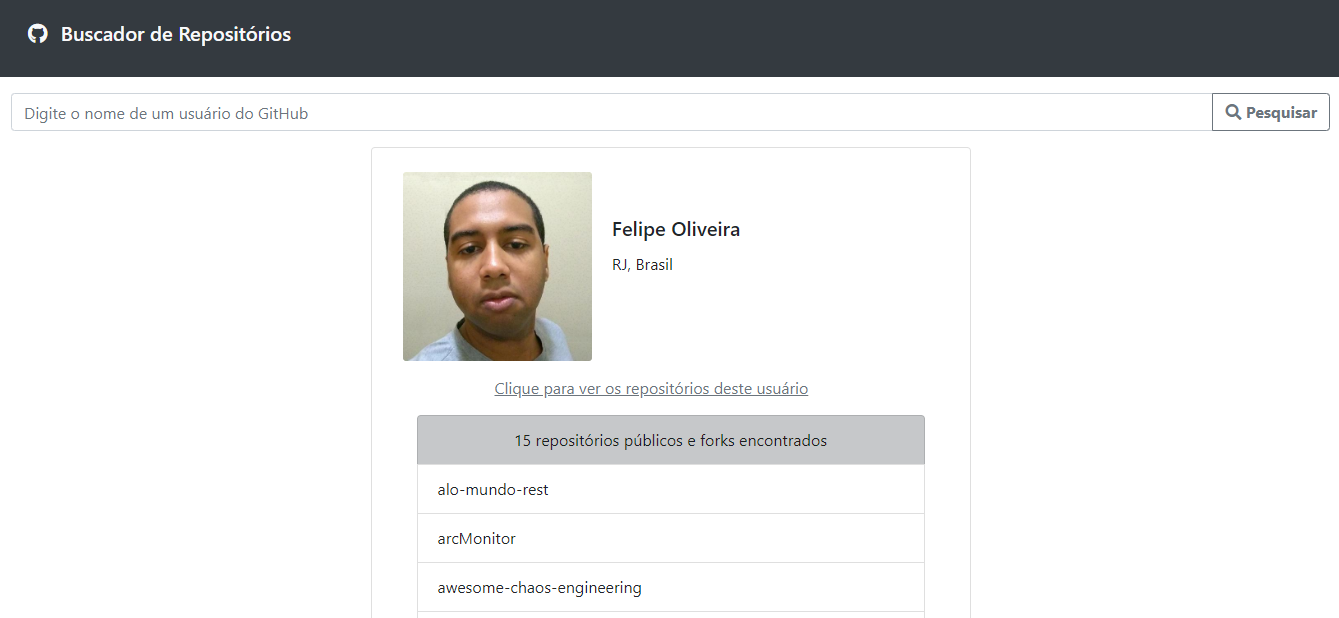 Buscador de Repositórios
Digite o nome de um usuário do GitHub
Pesquisar
Felipe Oliveira
RJ, Brasil
Clique para ver os repositórios deste usuário
15 repositórios públicos e forks encontrados
alo-mundo-rest
arcMonitor
awesome-chaos-engineering